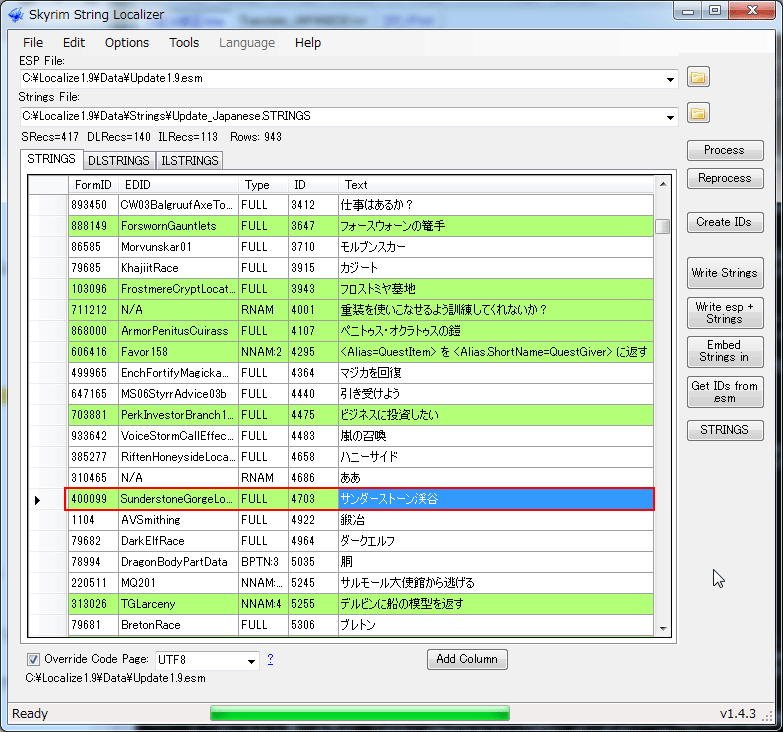 Skyrim String Localizer
File Edit Options Tools Language Help
ESP File:
C:¥Localize1.9¥Data¥Update1.9.esm
Strings File:
C:¥Localize1.9¥Data¥Strings¥Update_Japanese.STRINGS
SRecs=417 DLRecs=140 ILRecs=113 Rows: 943
STRINGS DLSTRINGS ILSTRINGS
FormID EDID Type ID Text
893450 CW03BalgruufAxeTo... FULL 3412 仕事はあるか？
888149 ForswornGauntlets FULL 3647 フォースウォーンの篭手
86585 Morvunskar01 FULL 3710 モルブンスカー
79685 KhajiitRace FULL 3915 カジート
103096 FrostmereCryptLocat... FULL 3943 フロストミヤ墓地
711212 N/A RNAM 4001 重装を使いこなせるよう訓練してくれないか？
868000 ArmorPenitusCuirass FULL 4107 ペニトゥス・オクラトゥスの鎧
606416 Favor158 NNAM:2 4295 <Alias=QuestItem> を <Alias.ShortName=QuestGiver> に返す
499965 EnchFortifyMagicka... FULL 4364 マジカを回復
647165 MS06StyrrAdvice03b FULL 4440 引き受けよう
703881 PerkInvestorBranch1... FULL 4475 ビジネスに投資したい
933642 VoiceStormCallEffec... FULL 4483 嵐の召喚
385277 RiftenHoneysideLoca... FULL 4658 ハニーサイド
310465 N/A RNAM 4686 ああ
400099 SunderstoneGorgeLo... FULL 4703 サンダーストーン渓谷
1104 AVSmithing FULL 4922 鍛冶
79682 DarkElfRace FULL 4964 ダークエルフ
78994 DragonBodyPartData BPTN:3 5035 胴
220511 MQ201 NNAM:... 5245 サルモール大使館から逃げる
313026 TGLarceny NNAM:4 5255 デルビンに船の模型を返す
79681 BretonRace FULL 5306 ブレトン
Process
Reprocess
Create IDs
Write Strings
Write esp +
Strings
Embed
Strings in
Get IDs from
.esm
STRINGS
Override Code Page: UTF8 ? Add Column
C:¥Localize1.9¥Data¥Update1.9.esm
Ready v1.4.3